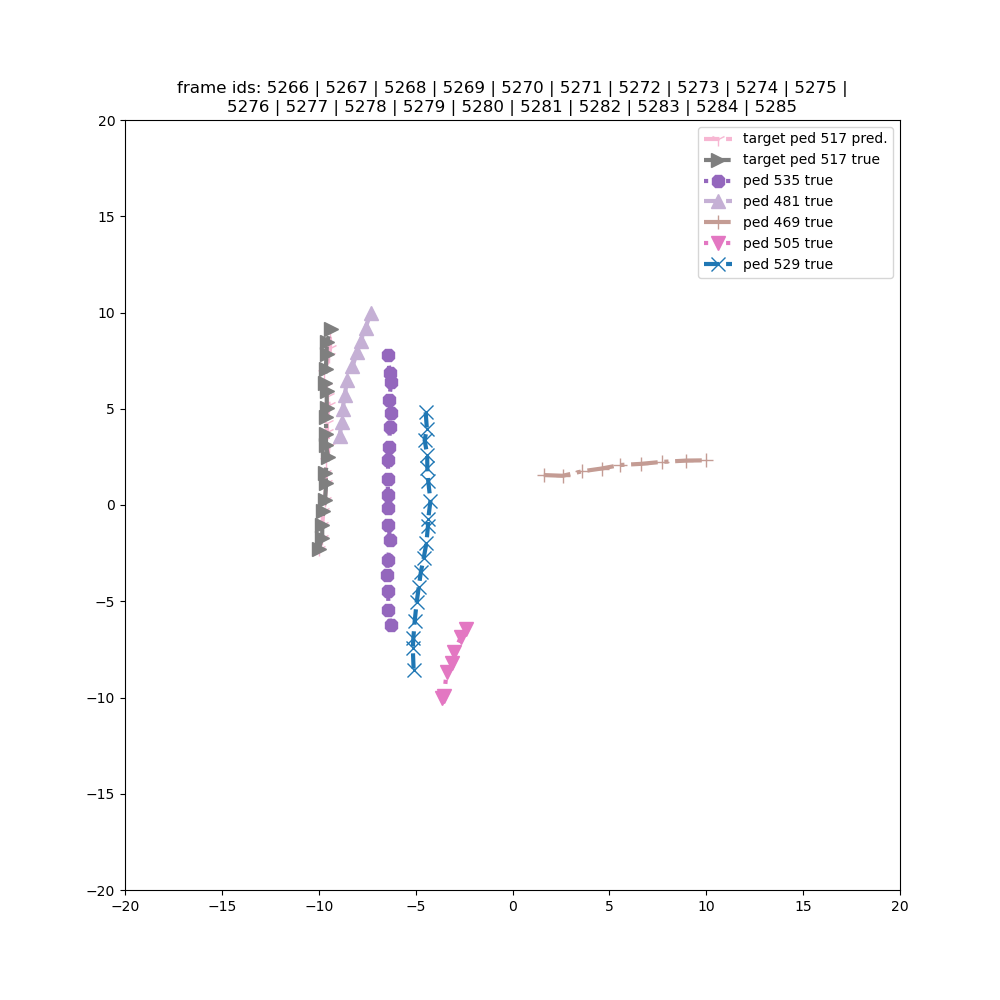 frame ids: 5266 | 5267 | 5268 | 5269 | 5270 | 5271 | 5272 | 5273 | 5274 | 5275 |
5276 | 5277 | 5278 | 5279 | 5280 | 5281 | 5282 | 5283 | 5284 | 5285
target ped 517 pred.
target ped 517 true
ped 535 true
ped 481 true
ped 469 true
ped 505 true
ped 529 true
20
15
10
5
0
−5
−10
−15
−20
−20 −15 −10 −5 0 5 10 15 20